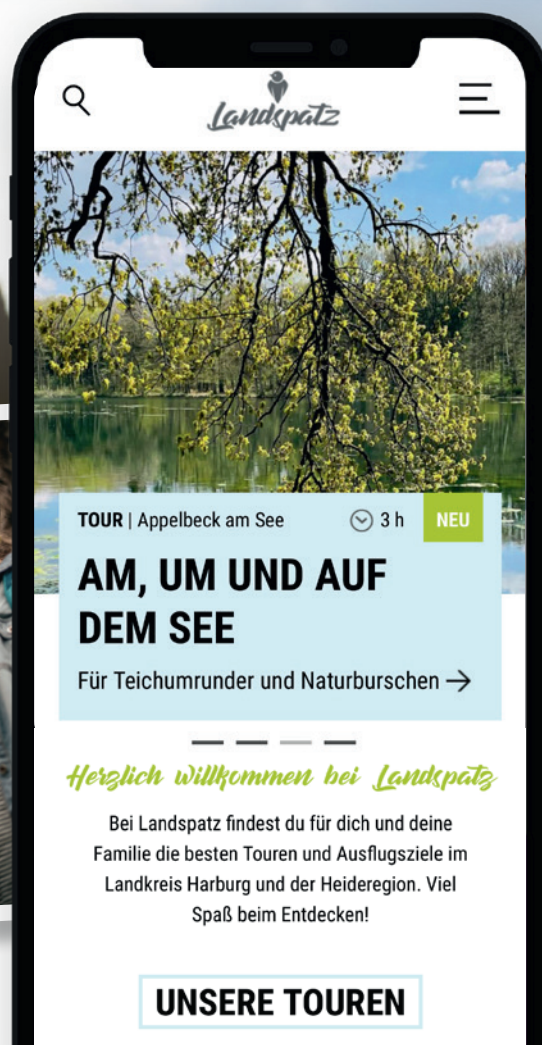 Landspatz
TOUR | Appelbeck am See 3 h NEU
AM, UM UND AUF
DEM SEE
Für Teichumrunder und Naturburschen →
Herzlich willkommen bei Landspatz
Bei Landspatz findest du für dich und deine
Familie die besten Touren und Ausflugsziele im
Landkreis Harburg und der Heideregion. Viel
Spaß beim Entdecken!
UNSERE TOUREN